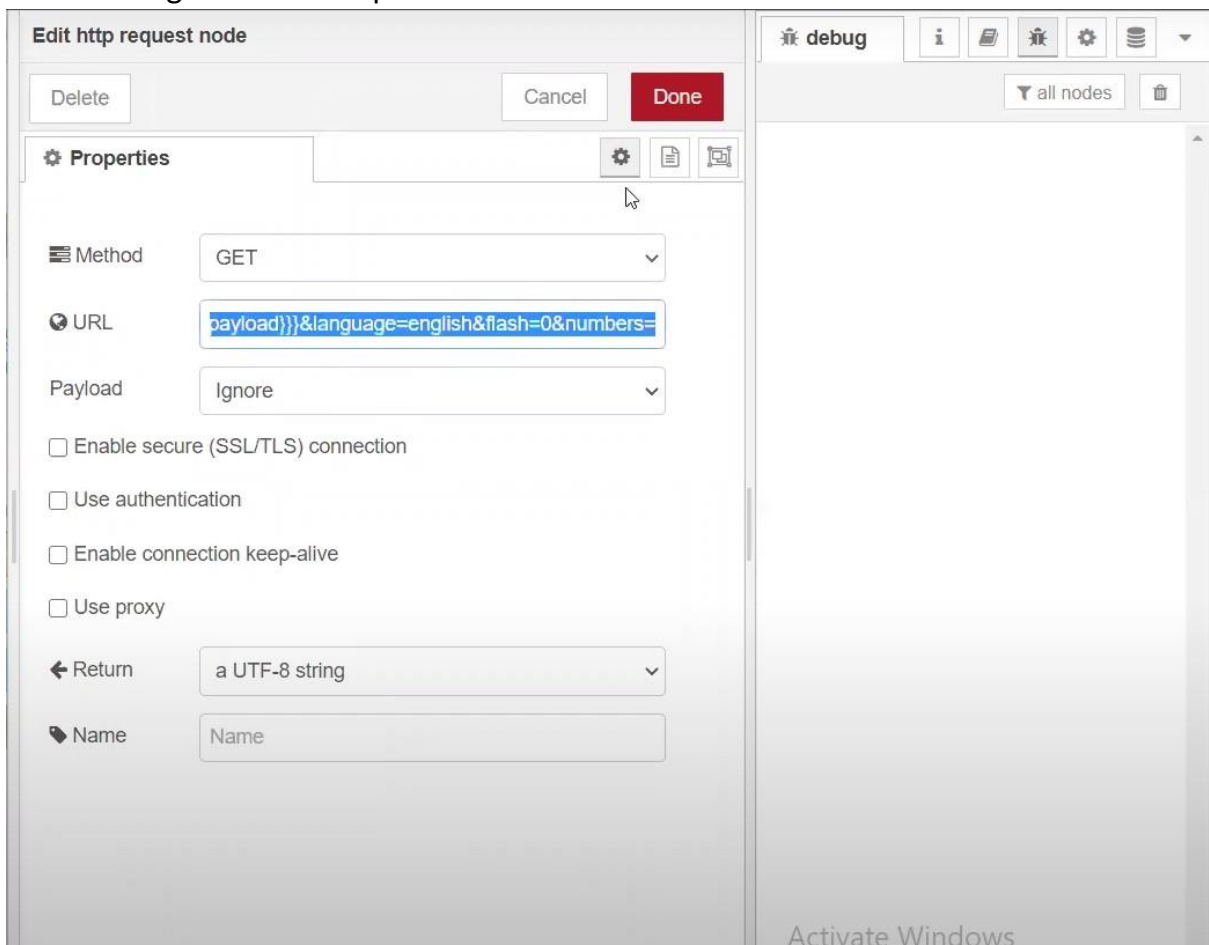 Edit http request node
debug
Delete
Cancel
Done
all nodes
Properties
Method
GET
URL
payload}}}&language=english&flash=0&numbers=
Payload
Ignore
Enable secure (SSL/TLS) connection
Use authentication
Enable connection keep-alive
Use proxy
Return
a UTF-8 string
Name
Name
Activate Windows